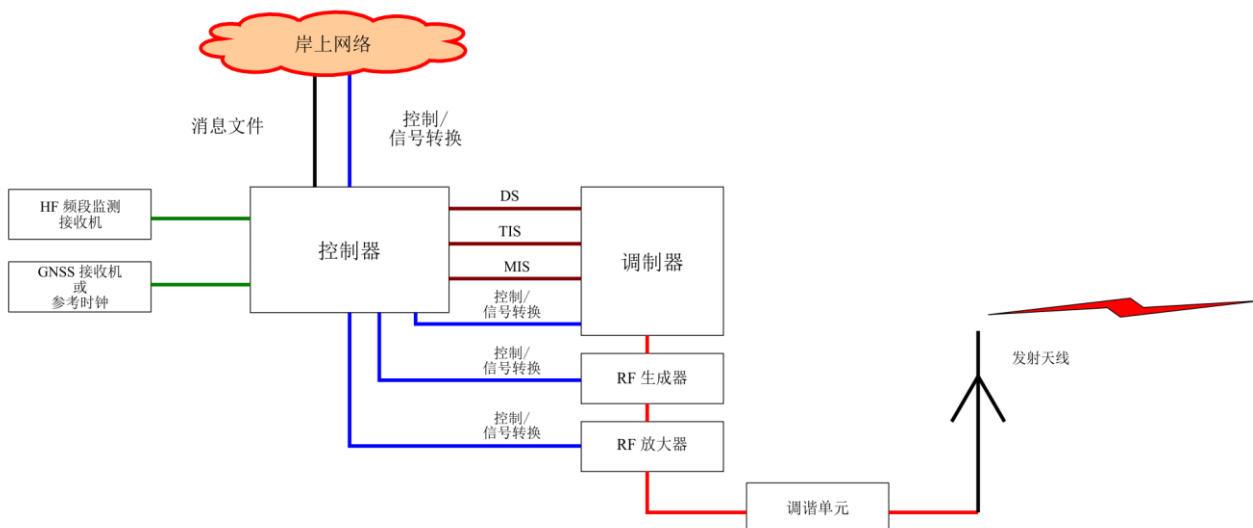 岸上网络
消息文件
控制/
信号转换
HF 频段监测
接收机
GNSS 接收机
或
参考时钟
控制器
DS
TIS
MIS
控制/
信号转换
调制器
控制/
信号转换
RF 生成器
控制/
信号转换
RF 放大器
调谐单元
发射天线